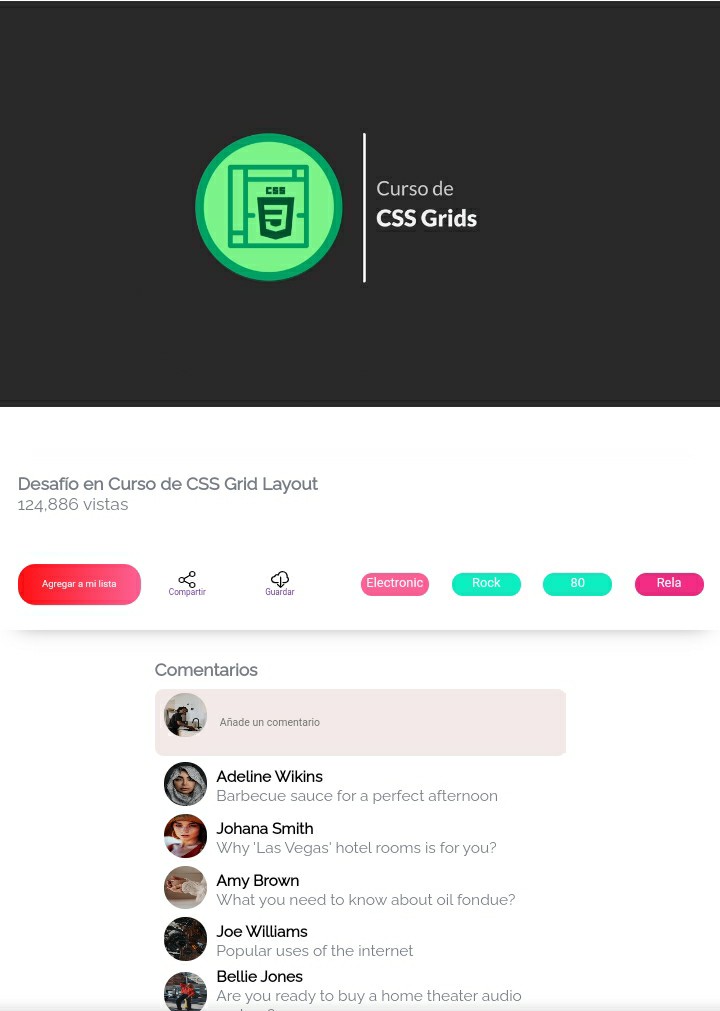 CSS
Curso de
CSS Grids
Desafío en Curso de CSS Grid Layout
124,886 vistas
Agregar a mi lista
Compartir
Guardar
Electronic
Rock
80
Rela
Comentarios
Añade un comentario
Adeline Wikins
Barbecue sauce for a perfect afternoon
Johana Smith
Why 'Las Vegas' hotel rooms is for you?
Amy Brown
What you need to know about oil fondue?
Joe Williams
Popular uses of the internet
Bellie Jones
Are you ready to buy a home theater audio